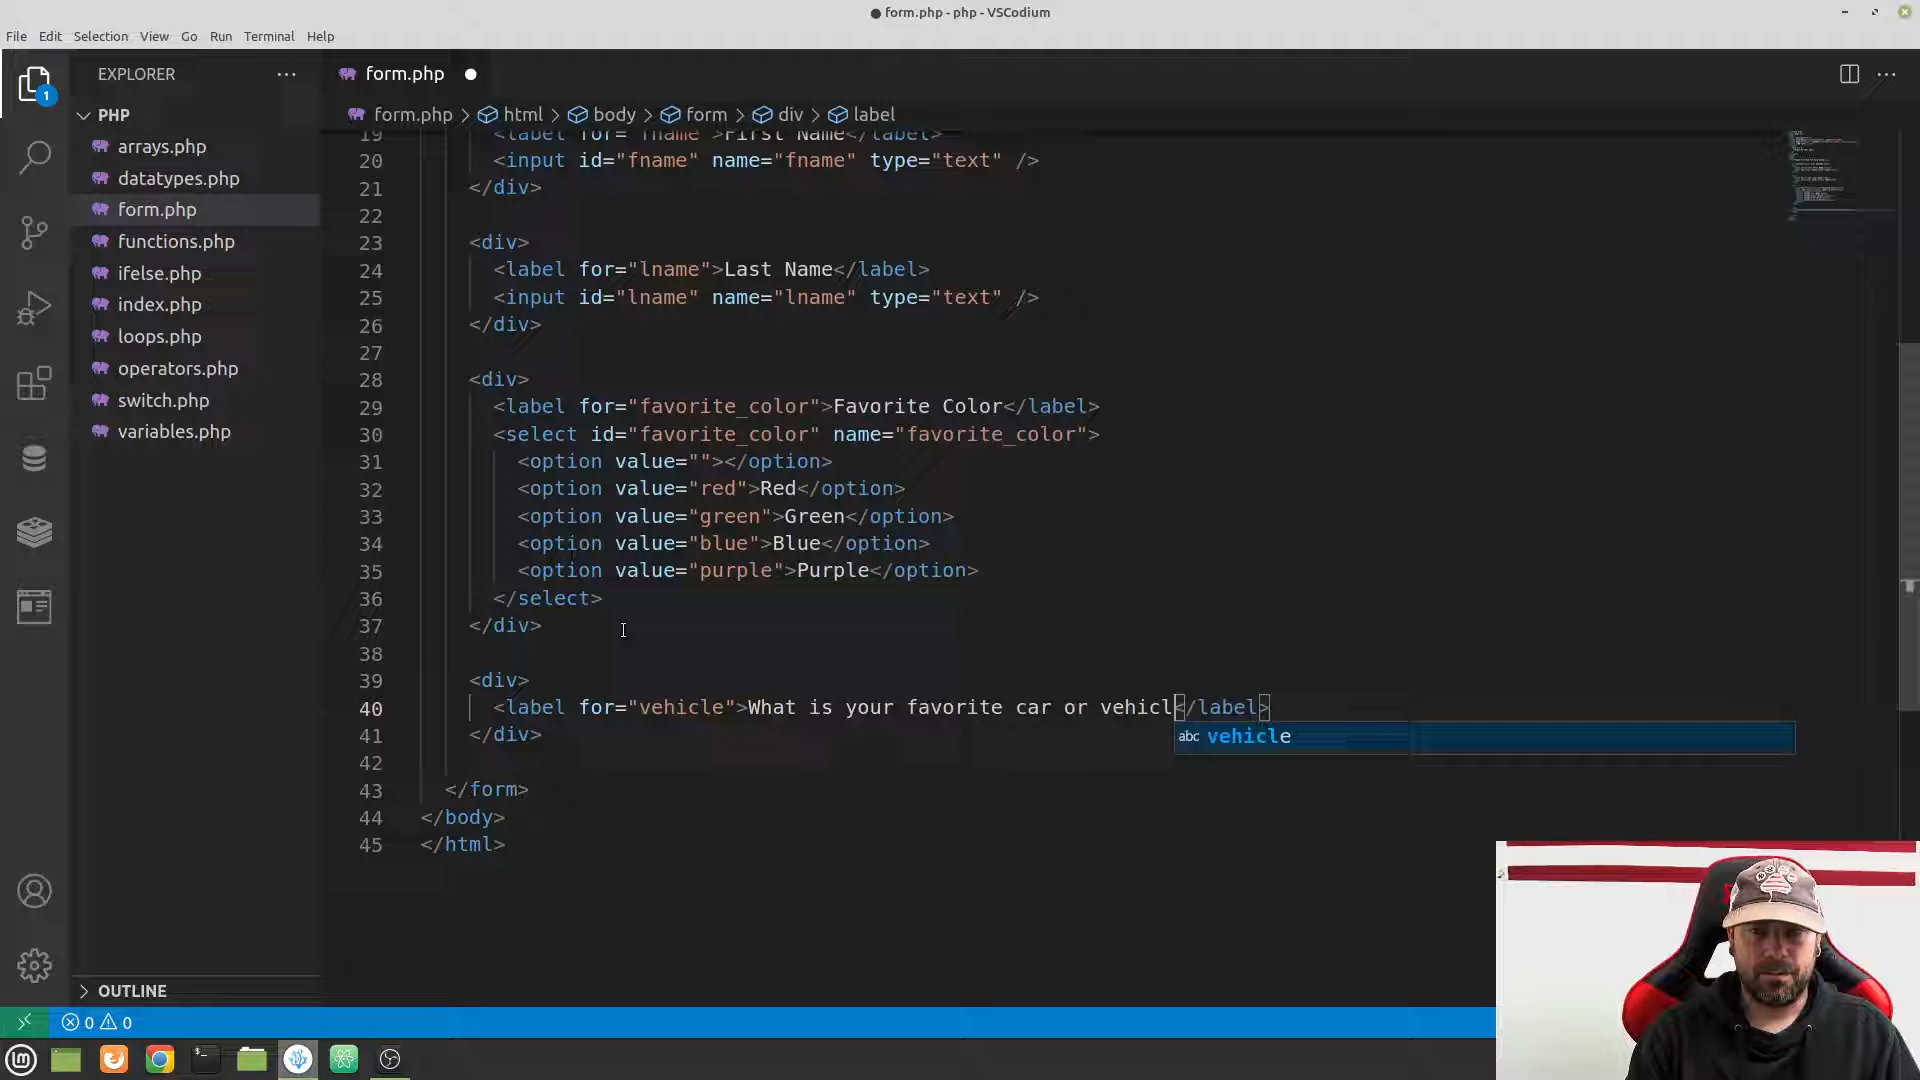 form.php - php - VSCodium
File Edit Selection View Go Run Terminal Help
EXPLORER
form.php
1
PHP
form.php > html > body > form > div > label
arrays.php
datatypes.php
form.php
functions.php
ifelse.php
index.php
loops.php
operators.php
switch.php
variables.php
19 <label for="fname">First Name</label>
20 <input id="fname" name="fname" type="text" />
21 </div>
22
23 <div>
24 <label for="lname">Last Name</label>
25 <input id="lname" name="lname" type="text" />
26 </div>
27
28 <div>
29 <label for="favorite_color">Favorite Color</label>
30 <select id="favorite_color" name="favorite_color">
31 <option value=""></option>
32 <option value="red">Red</option>
33 <option value="green">Green</option>
34 <option value="blue">Blue</option>
35 <option value="purple">Purple</option>
36 </select>
37 </div>
38
39 <div>
40 <label for="vehicle">What is your favorite car or vehicl</label>
abc vehicle
41 </div>
42
43 </form>
44 </body>
45 </html>
OUTLINE
0 0